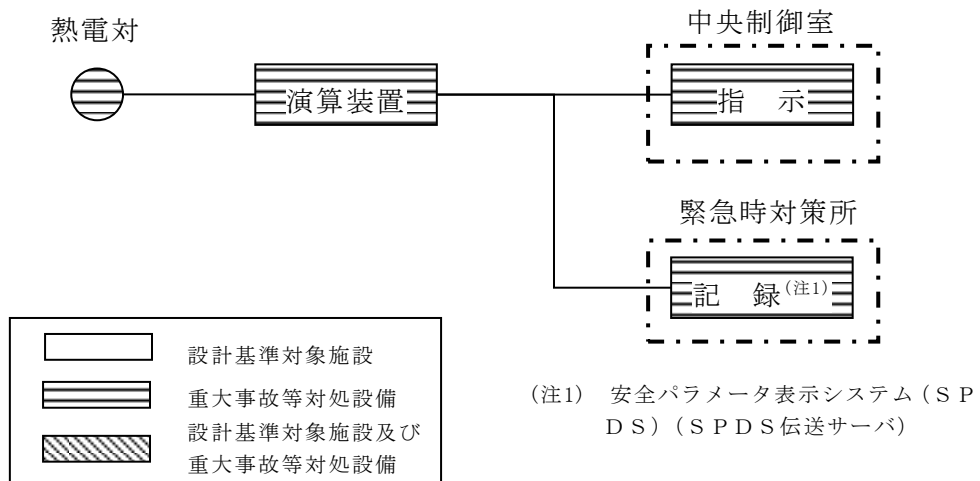 中央制御室
熱電対
演算装置
指　示
緊急時対策所
記　録(注1)
設計基準対象施設
重大事故等対処設備
設計基準対象施設及び
重大事故等対処設備
(注1)　安全パラメータ表示システム（ＳＰ
ＤＳ）（ＳＰＤＳ伝送サーバ）